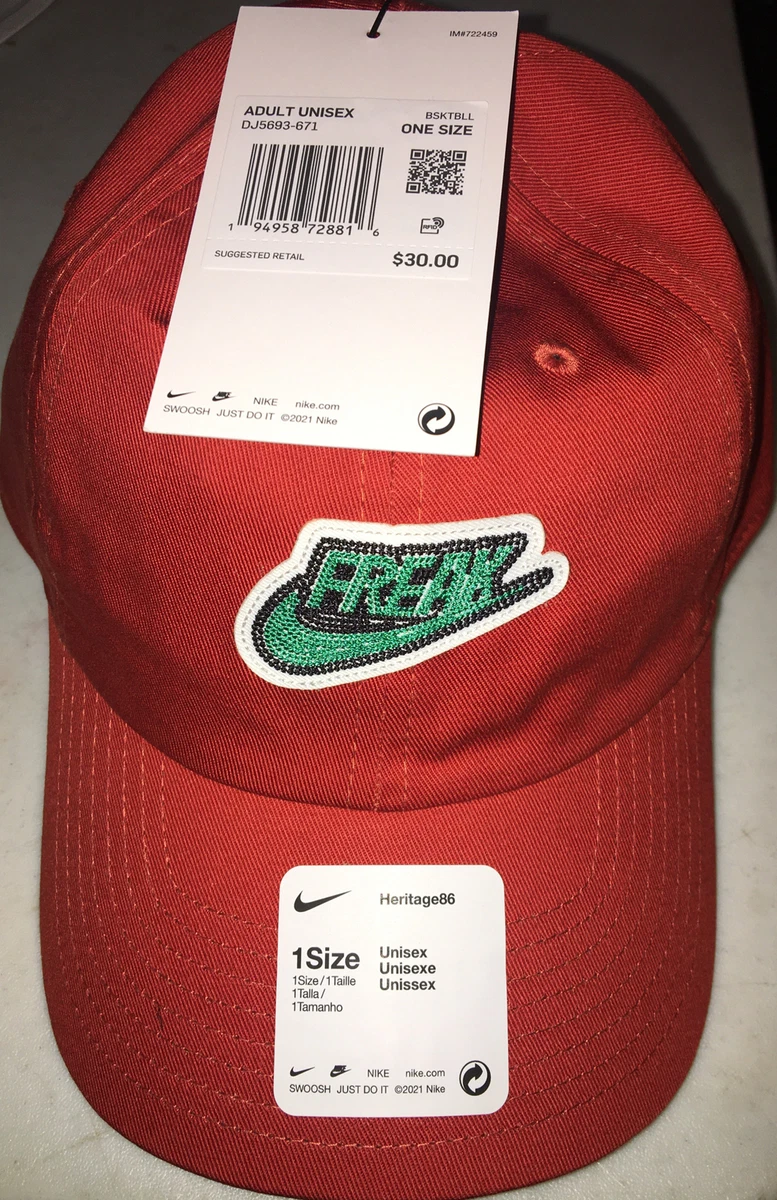 IM#722459
ADULT UNISEX
DJ5693-671
BSKTBLL
ONE SIZE
1 94958 72881 6
RFID
SUGGESTED RETAIL
$30.00
NIKE nike.com
SWOOSH JUST DO IT ©2021 Nike
FREAK
Heritage86
1Size
1Size/1Taille
1Talla/
1Tamanho
Unisex
Unisexe
Unissex
NIKE nike.com
SWOOSH JUST DO IT ©2021 Nike